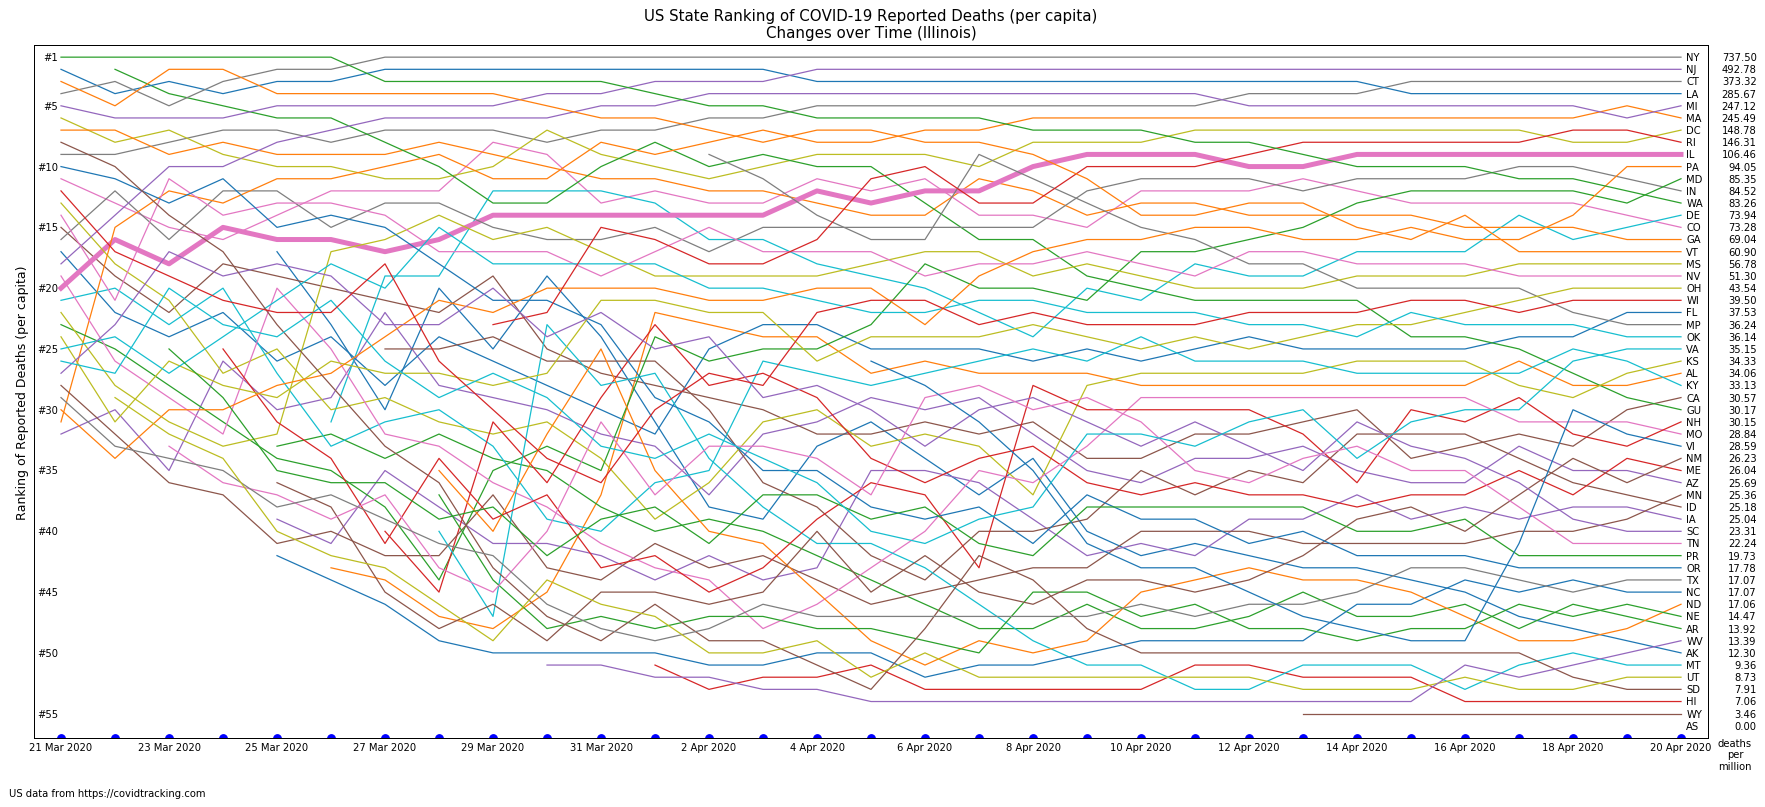 US State Ranking of COVID-19 Reported Deaths (per capita)
Changes over Time (Illinois)
Ranking of Reported Deaths (per capita)
#1
#5
#10
#15
#20
#25
#30
#35
#40
#45
#50
#55
NY 737.50
NJ 492.78
CT 373.32
LA 285.67
MI 247.12
MA 245.49
DC 148.78
RI 146.31
IL 106.46
PA 94.05
MD 85.35
IN 84.52
WA 83.26
DE 73.94
CO 73.28
GA 69.04
VT 60.90
MS 56.78
NV 51.30
OH 43.54
WI 39.50
FL 37.53
MP 36.24
OK 36.14
VA 35.15
KS 34.33
AL 34.06
KY 33.13
CA 30.57
GU 30.17
NH 30.15
MO 28.84
VI 28.59
NM 26.23
ME 26.04
AZ 25.69
MN 25.36
ID 25.18
IA 25.04
SC 23.31
TN 22.24
PR 19.73
OR 17.78
TX 17.07
NC 17.07
ND 17.06
NE 14.47
AR 13.92
WV 13.39
AK 12.30
MT 9.36
UT 8.73
SD 7.91
HI 7.06
WY 3.46
AS 0.00
21 Mar 2020 23 Mar 2020 25 Mar 2020 27 Mar 2020 29 Mar 2020 31 Mar 2020 2 Apr 2020 4 Apr 2020 6 Apr 2020 8 Apr 2020 10 Apr 2020 12 Apr 2020 14 Apr 2020 16 Apr 2020 18 Apr 2020 20 Apr 2020
deaths
per
million
US data from https://covidtracking.com